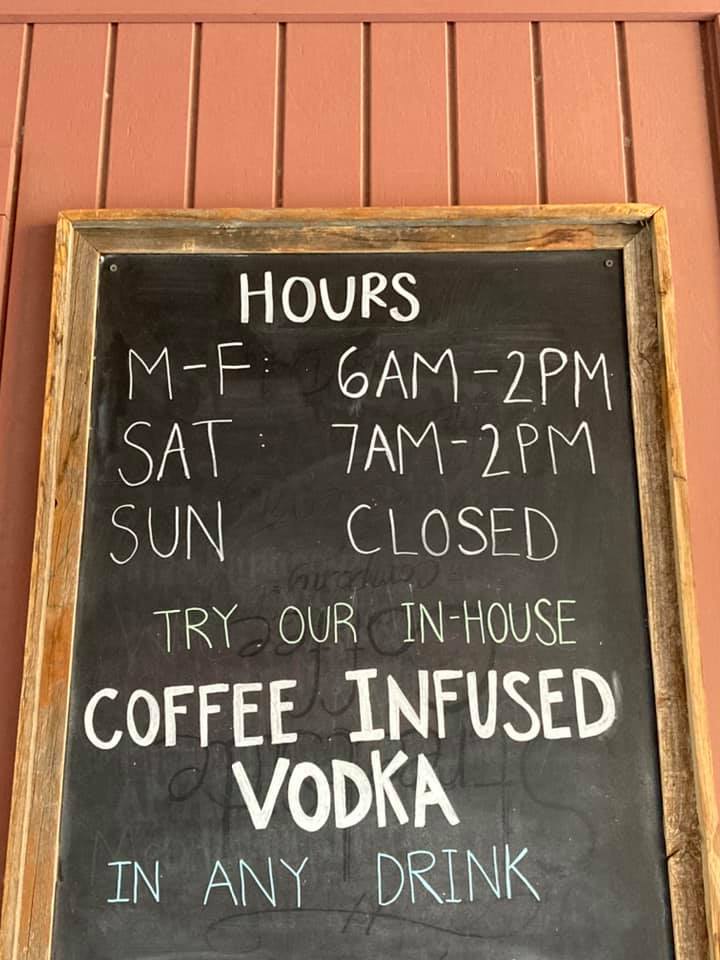 HOURS
M-F: 6AM-2PM
SAT: 7AM-2PM
SUN CLOSED
TRY OUR IN-HOUSE
COFFEE INFUSED
VODKA
IN ANY DRINK